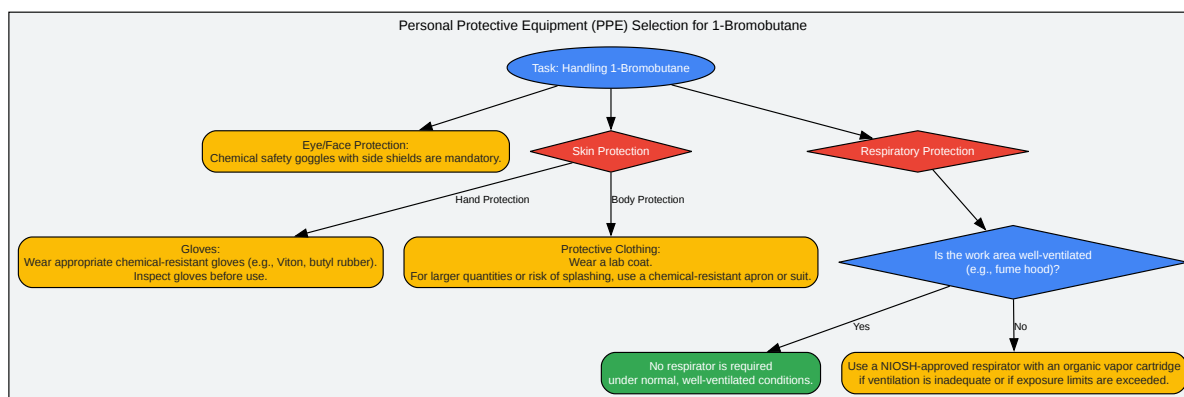 Personal Protective Equipment (PPE) Selection for 1-Bromobutane
Task: Handling 1-Bromobutane
Eye/Face Protection:
Chemical safety goggles with side shields are mandatory.
Skin Protection
Respiratory Protection
Hand Protection
Body Protection
Gloves:
Wear appropriate chemical-resistant gloves (e.g., Viton, butyl rubber).
Inspect gloves before use.
Protective Clothing:
Wear a lab coat.
For larger quantities or risk of splashing, use a chemical-resistant apron or suit.
Is the work area well-ventilated
(e.g., fume hood)?
Yes
No
No respirator is required
under normal, well-ventilated conditions.
Use a NIOSH-approved respirator with an organic vapor cartridge
if ventilation is inadequate or if exposure limits are exceeded.